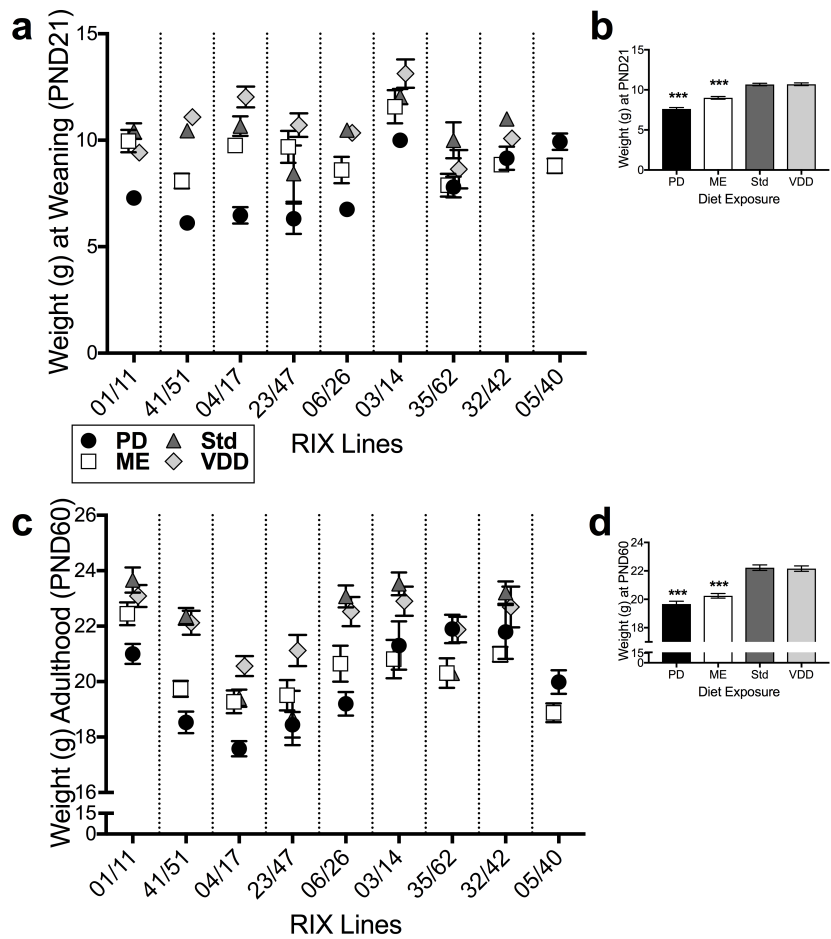 a
Weight (g) at Weaning (PND21)
15
10
5
0
01/11 41/51 04/17 23/47 06/26 03/14 35/62 32/42 05/40
RIX Lines
PD Std
ME VDD
b
Weight (g) at PND21
15
10
5
0
*** ***
PD ME Std VDD
Diet Exposure
c
Weight (g) Adulthood (PND60)
26
24
22
20
18
16
15
0
01/11 41/51 04/17 23/47 06/26 03/14 35/62 32/42 05/40
RIX Lines
d
Weight (g) at PND60
24
22
20
18
15
0
*** ***
PD ME Std VDD
Diet Exposure